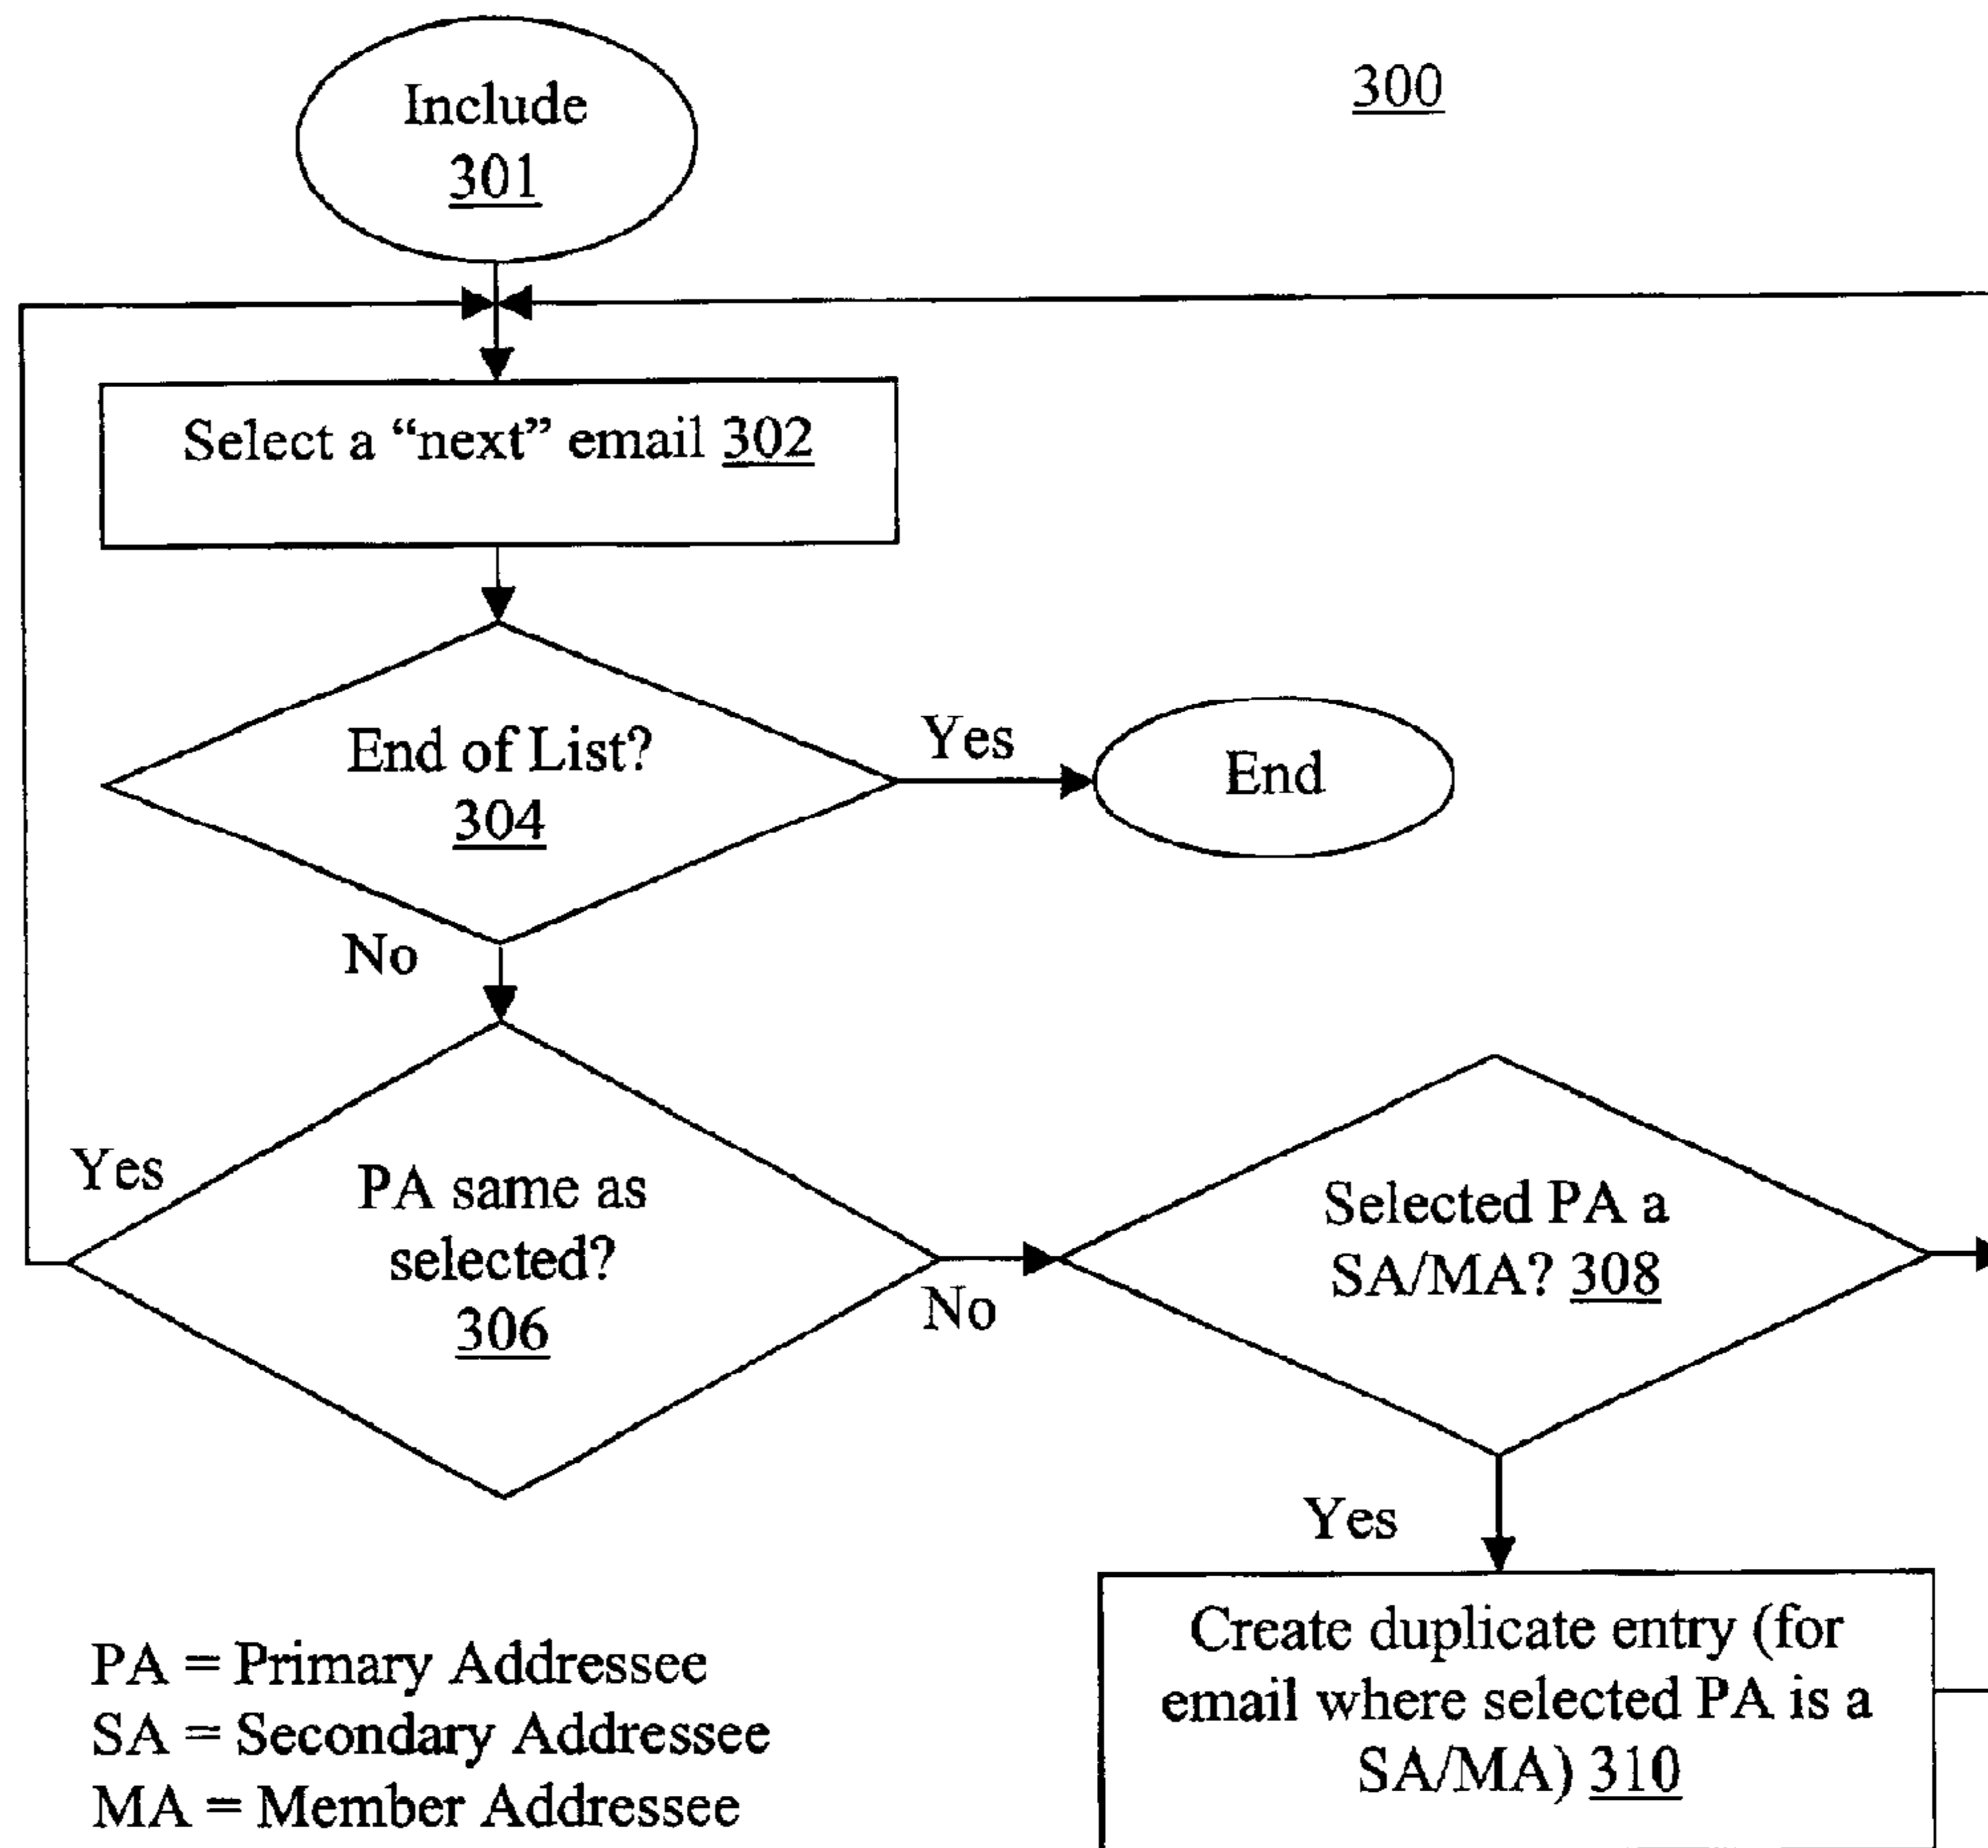 Include
301
300
Select a “next” email 302
End of List?
304
Yes
End
No
Yes
PA same as
selected?
306
No
Selected PA a
SA/MA? 308
Yes
Create duplicate entry (for
email where selected PA is a
SA/MA) 310
PA = Primary Addressee
SA = Secondary Addressee
MA = Member Addressee